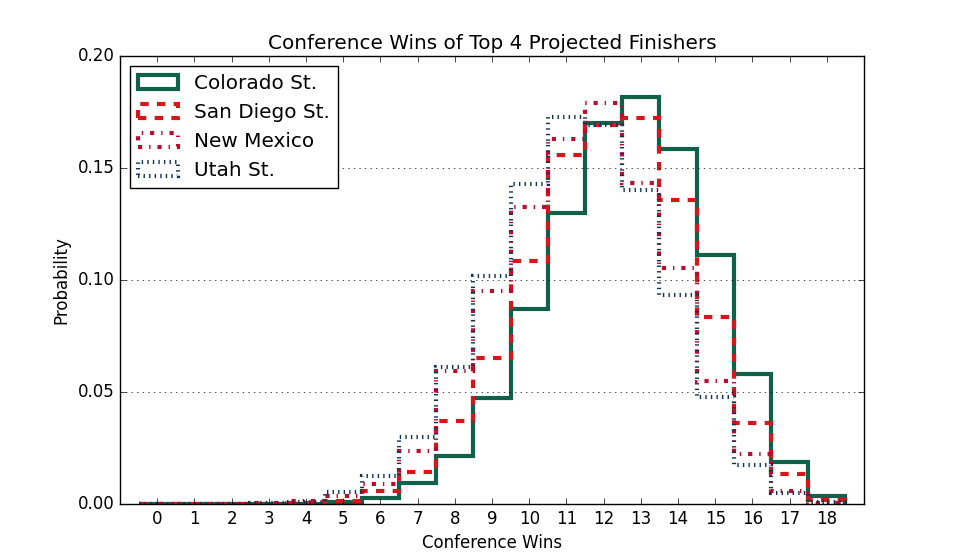 Conference Wins of Top 4 Projected Finishers
0.20
Colorado St.
San Diego St.
New Mexico
Utah St.
0.15
0.10
0.05
0.00
Probability
0 1 2 3 4 5 6 7 8 9 10 11 12 13 14 15 16 17 18
Conference Wins